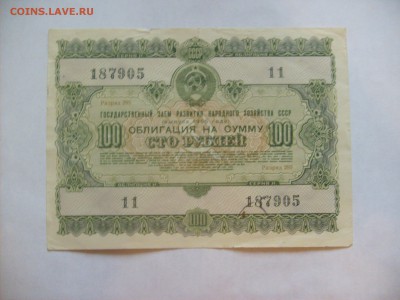 COINS.LAVE.RU
187905 11
ГОСУДАРСТВЕННЫЙ ЗАЕМ РАЗВИТИЯ НАРОДНОГО ХОЗЯЙСТВА СССР
ОБЛИГАЦИЯ НА СУММУ
100 СТО РУБЛЕЙ 100
11 187905
100